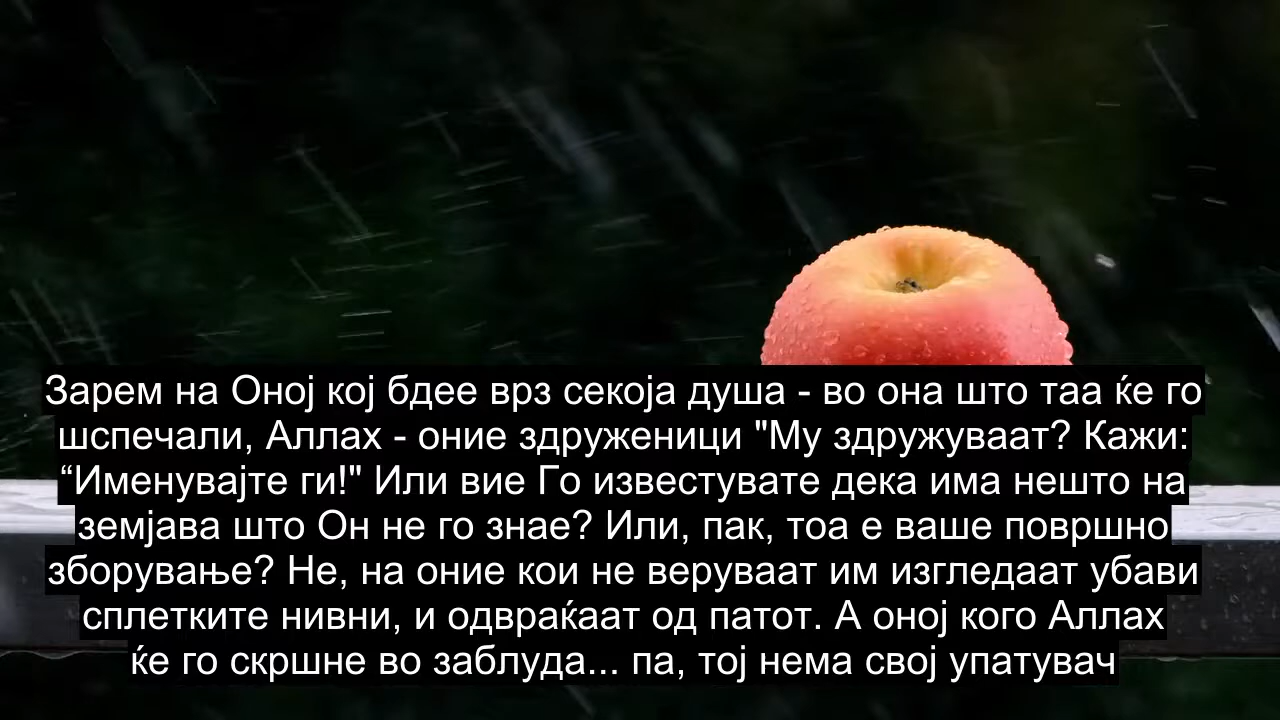 Зарем на Оној кој бдее врз секоја душа - во она што таа ќе го
шспечали, Аллах - оние здруженици "Му здружуваат? Кажи:
“Именувајте ги!" Или вие Го известувате дека има нешто на
земјава што Он не го знае? Или, пак, тоа е ваше површно
зборување? Не, на оние кои не веруваат им изгледаат убави
сплетките нивни, и одвраќаат од патот. А оној кого Аллах
ќе го скршне во заблуда... па, тој нема свој упатувач